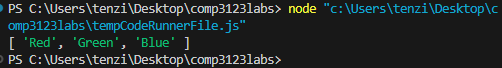 PS C:\Users\tenzi\Desktop\comp3123labs> node "c:\Users\tenzi\Desktop\c
omp3123labs\tempCodeRunnerFile.js"
[ 'Red', 'Green', 'Blue' ]
PS C:\Users\tenzi\Desktop\comp3123labs>